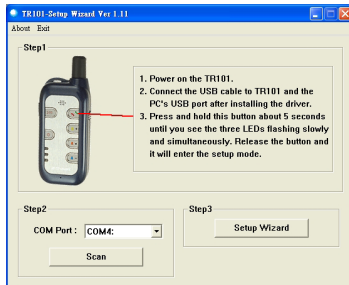 TR101-Setup Wizard Ver 1.11
About Exit
Step1
1. Power on the TR101.
2. Connect the USB cable to TR101 and the
PC's USB port after installing the driver.
3. Press and hold this button about 5 seconds
until you see the three LEDs flashing slowly
and simultaneously. Release the button and
it will enter the setup mode.
Step2
COM Port :
COM4:
Scan
Step3
Setup Wizard